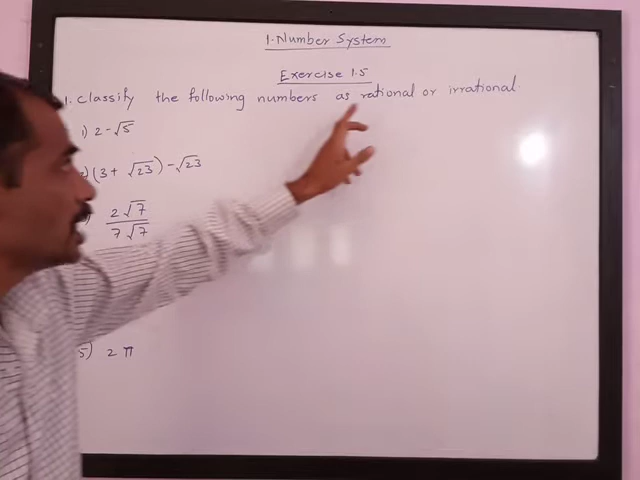 1. Number System
Exercise 1.5
1. Classify the following numbers as rational or irrational.
1) 2-√5
) (3+ √23) -√23
) 2√7
7√7
5) 2π